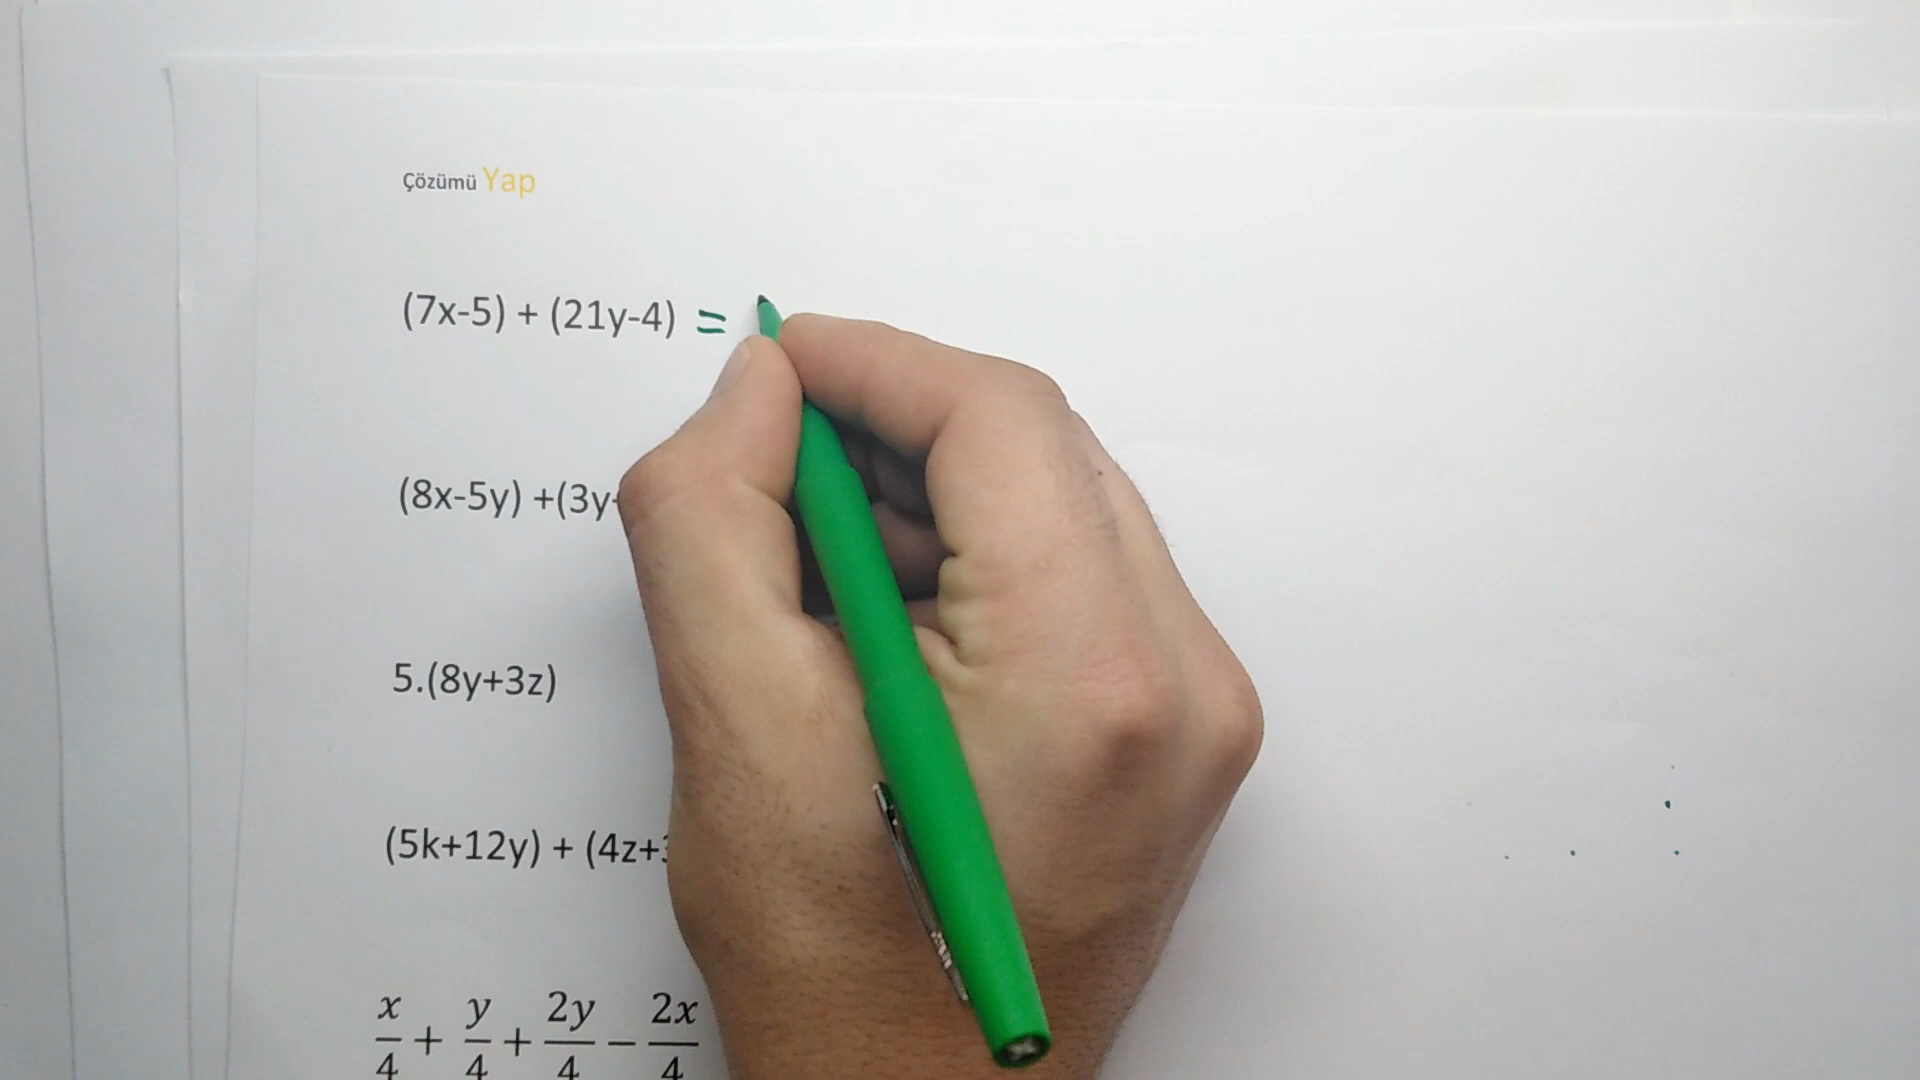 Çözümü Yap
(7x-5) + (21y-4) =
(8x-5y) +(3y
5.(8y+3z)
(5k+12y) + (4z+
x/4 + y/4 + 2y/4 − 2x/4